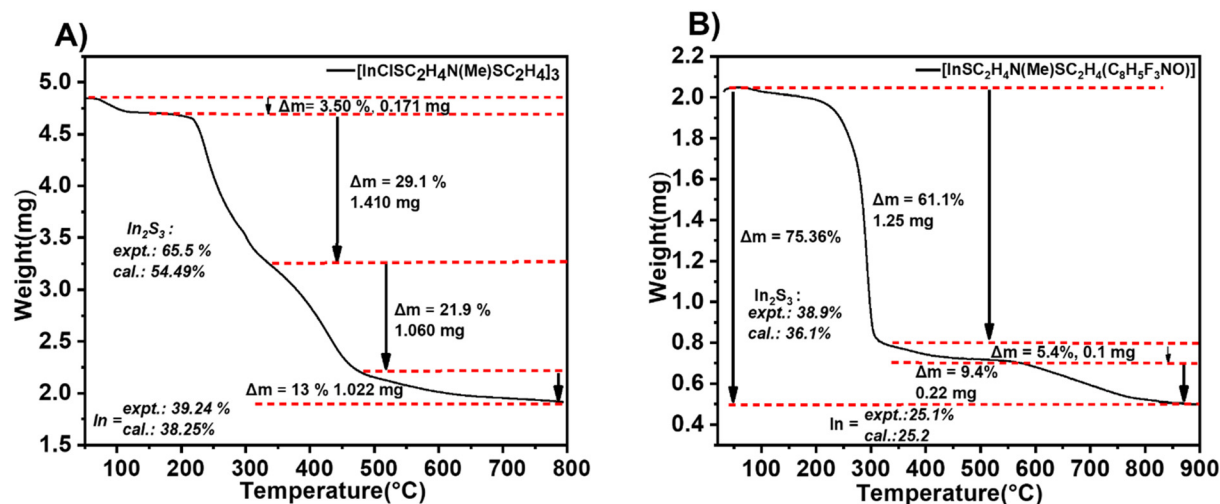 A)
[InClSC₂H₄N(Me)SC₂H₄]3
Δm= 3.50 %, 0.171 mg
Δm = 29.1 %
1.410 mg
In₂S₃ :
expt.: 65.5 %
cal.: 54.49%
Δm = 21.9 %
1.060 mg
Δm = 13 % 1.022 mg
In = expt.: 39.24 %
cal.: 38.25%
5.0
4.5
4.0
3.5
3.0
2.5
2.0
1.5
Weight(mg)
100 200 300 400 500 600 700 800
Temperature(°C)
B)
[InSC₂H₄N(Me)SC₂H₄(C₈H₅F₃NO)]
Δm = 61.1%
1.25 mg
Δm = 75.36%
In₂S₃ :
expt.: 38.9%
cal.: 36.1%
Δm = 5.4%, 0.1 mg
Δm = 9.4%
0.22 mg
In = expt.:25.1%
cal.:25.2
2.2
2.0
1.8
1.6
1.4
1.2
1.0
0.8
0.6
0.4
Weight(mg)
100 200 300 400 500 600 700 800 900
Temperature(°C)